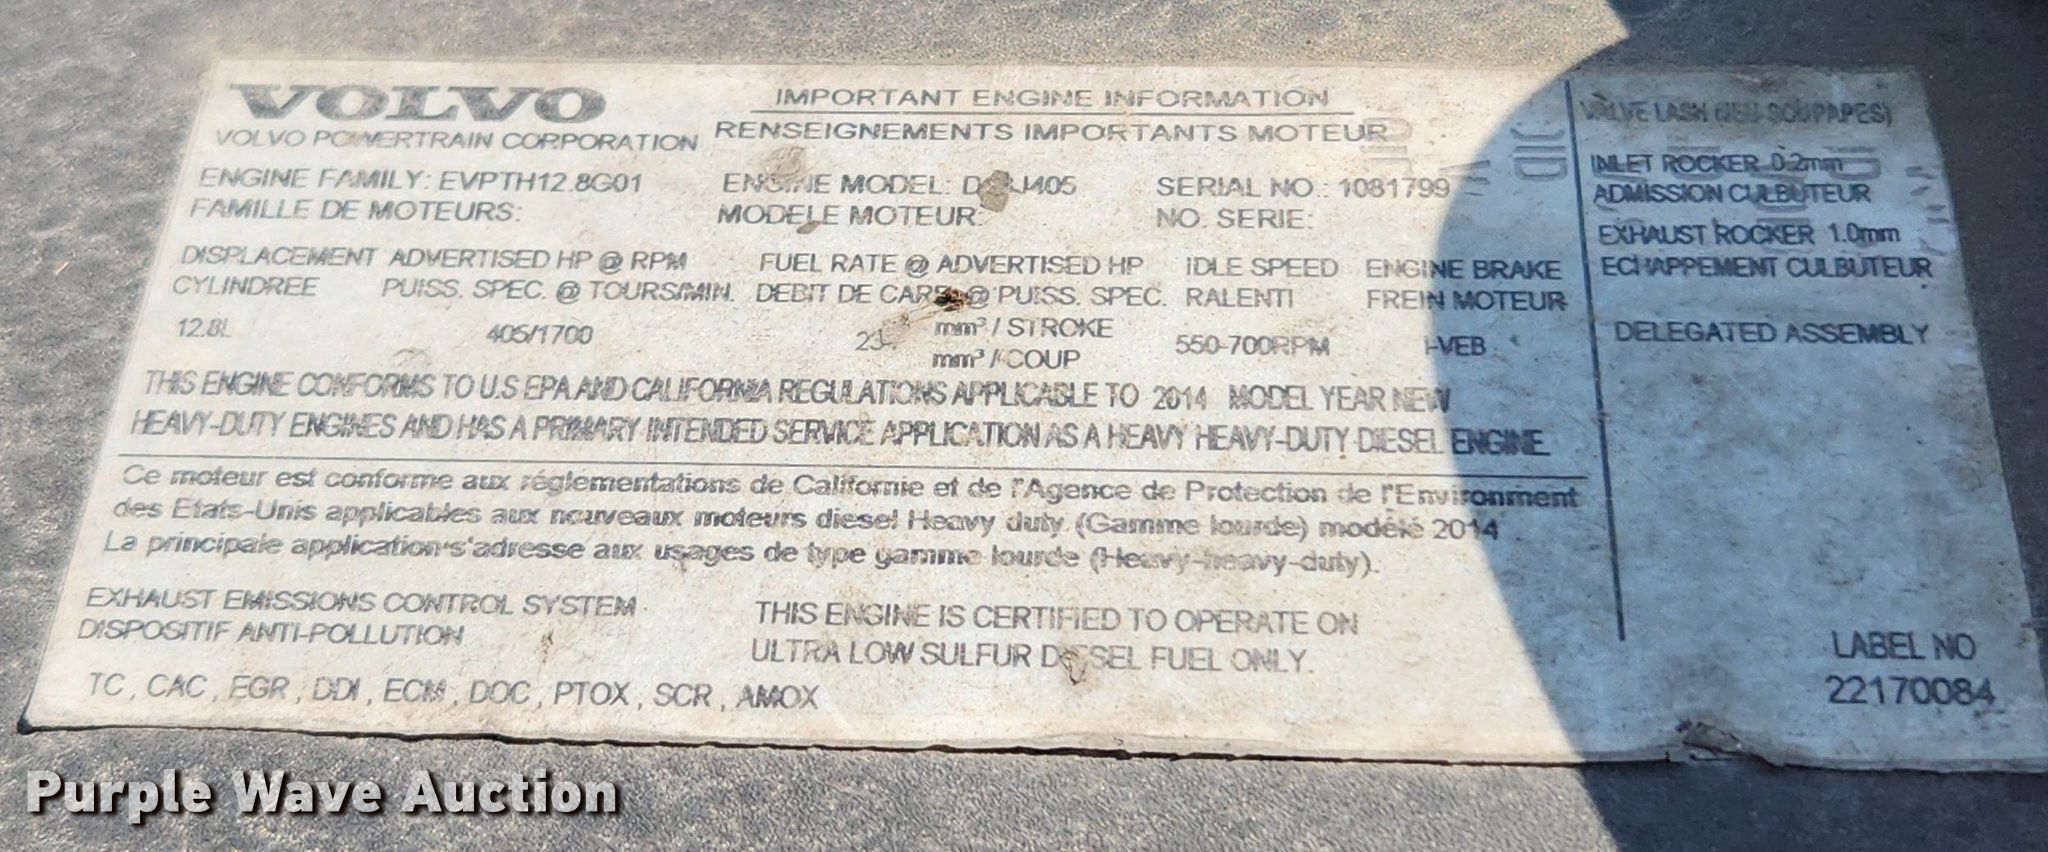 VOLVO
VOLVO POWERTRAIN CORPORATION
IMPORTANT ENGINE INFORMATION
RENSEIGNEMENTS IMPORTANTS MOTEUR
ENGINE FAMILY: EVPTH12.8G01
FAMILLE DE MOTEURS:
ENGINE MODEL:
MODELE MOTEUR:
SERIAL NO.: 1081799
NO. SERIE:
DISPLACEMENT
CYLINDREE
12.8L
ADVERTISED HP @ RPM
PUISS. SPEC. @ TOURS/MIN.
405/1700
FUEL RATE @ ADVERTISED HP
DEBIT DE CARB. @ PUISS. SPEC.
mm³ / STROKE
mm³ / COUP
IDLE SPEED
RALENTI
550-700RPM
ENGINE BRAKE
FREIN MOTEUR
I-VEB
THIS ENGINE CONFORMS TO U.S EPA AND CALIFORNIA REGULATIONS APPLICABLE TO 2014 MODEL YEAR NEW
HEAVY-DUTY ENGINES AND HAS A PRIMARY INTENDED SERVICE APPLICATION AS A HEAVY HEAVY-DUTY DIESEL ENGINE
Ce moteur est conforme aux réglementations de Californie et de l'Agence de Protection de l'Environment
des Etats-Unis applicables aux nouveaux moteurs diesel Heavy duty (Gamme lourde) modèle 2014
La principale application s'adresse aux usages de type gamme lourde (Heavy-heavy-duty).
EXHAUST EMISSIONS CONTROL SYSTEM
DISPOSITIF ANTI-POLLUTION
TC, CAC, EGR, DDI, ECM, DOC, PTOX, SCR, AMOX
THIS ENGINE IS CERTIFIED TO OPERATE ON
ULTRA LOW SULFUR DIESEL FUEL ONLY.
VALVE LASH (JEU SOUPAPES)
INLET ROCKER 0.2mm
ADMISSION CULBUTEUR
EXHAUST ROCKER 1.0mm
ECHAPPEMENT CULBUTEUR
DELEGATED ASSEMBLY
LABEL NO
22170084
Purple Wave Auction